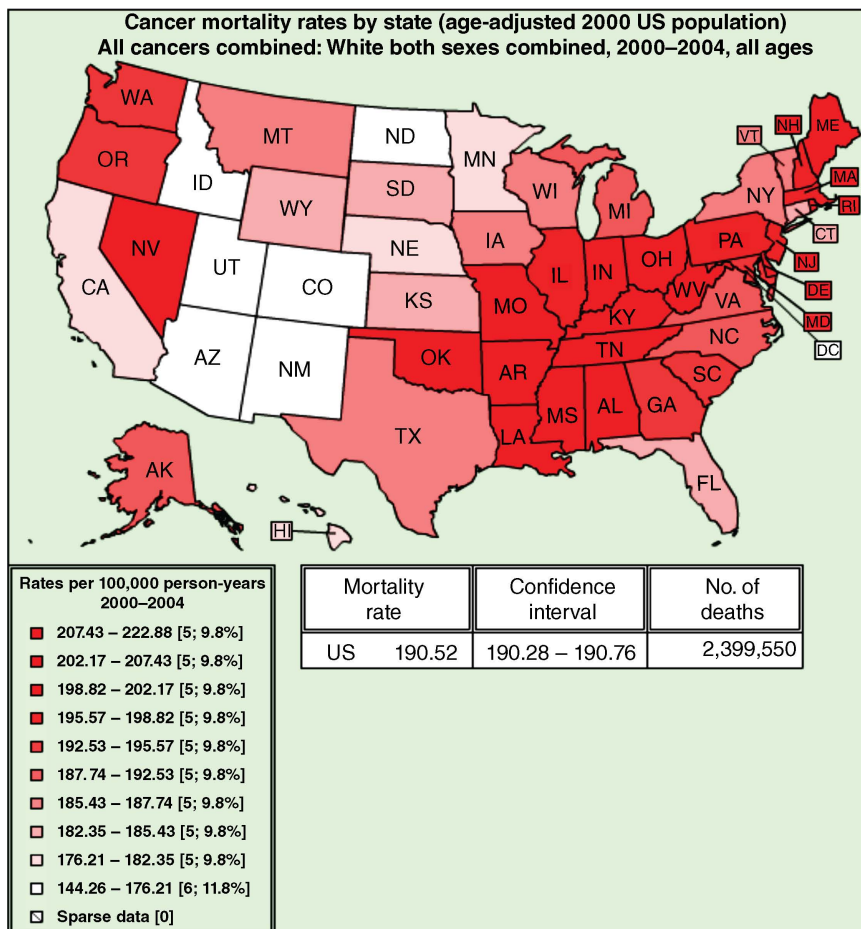 Cancer mortality rates by state (age-adjusted 2000 US population)
All cancers combined: White both sexes combined, 2000–2004, all ages
WA
MT
ND
MN
VT
NH
ME
OR
ID
SD
WI
MI
NY
MA
RI
WY
CT
NV
NE
IA
PA
NJ
CA
UT
CO
KS
MO
IL
IN
OH
WV
VA
DE
MD
KY
DC
AZ
NM
OK
AR
TN
NC
SC
TX
LA
MS
AL
GA
AK
FL
HI
Rates per 100,000 person-years
2000–2004
207.43 – 222.88 [5; 9.8%]
202.17 – 207.43 [5; 9.8%]
198.82 – 202.17 [5; 9.8%]
195.57 – 198.82 [5; 9.8%]
192.53 – 195.57 [5; 9.8%]
187.74 – 192.53 [5; 9.8%]
185.43 – 187.74 [5; 9.8%]
182.35 – 185.43 [5; 9.8%]
176.21 – 182.35 [5; 9.8%]
144.26 – 176.21 [6; 11.8%]
Sparse data [0]
Mortality rate Confidence interval No. of deaths
US 190.52 190.28 – 190.76 2,399,550